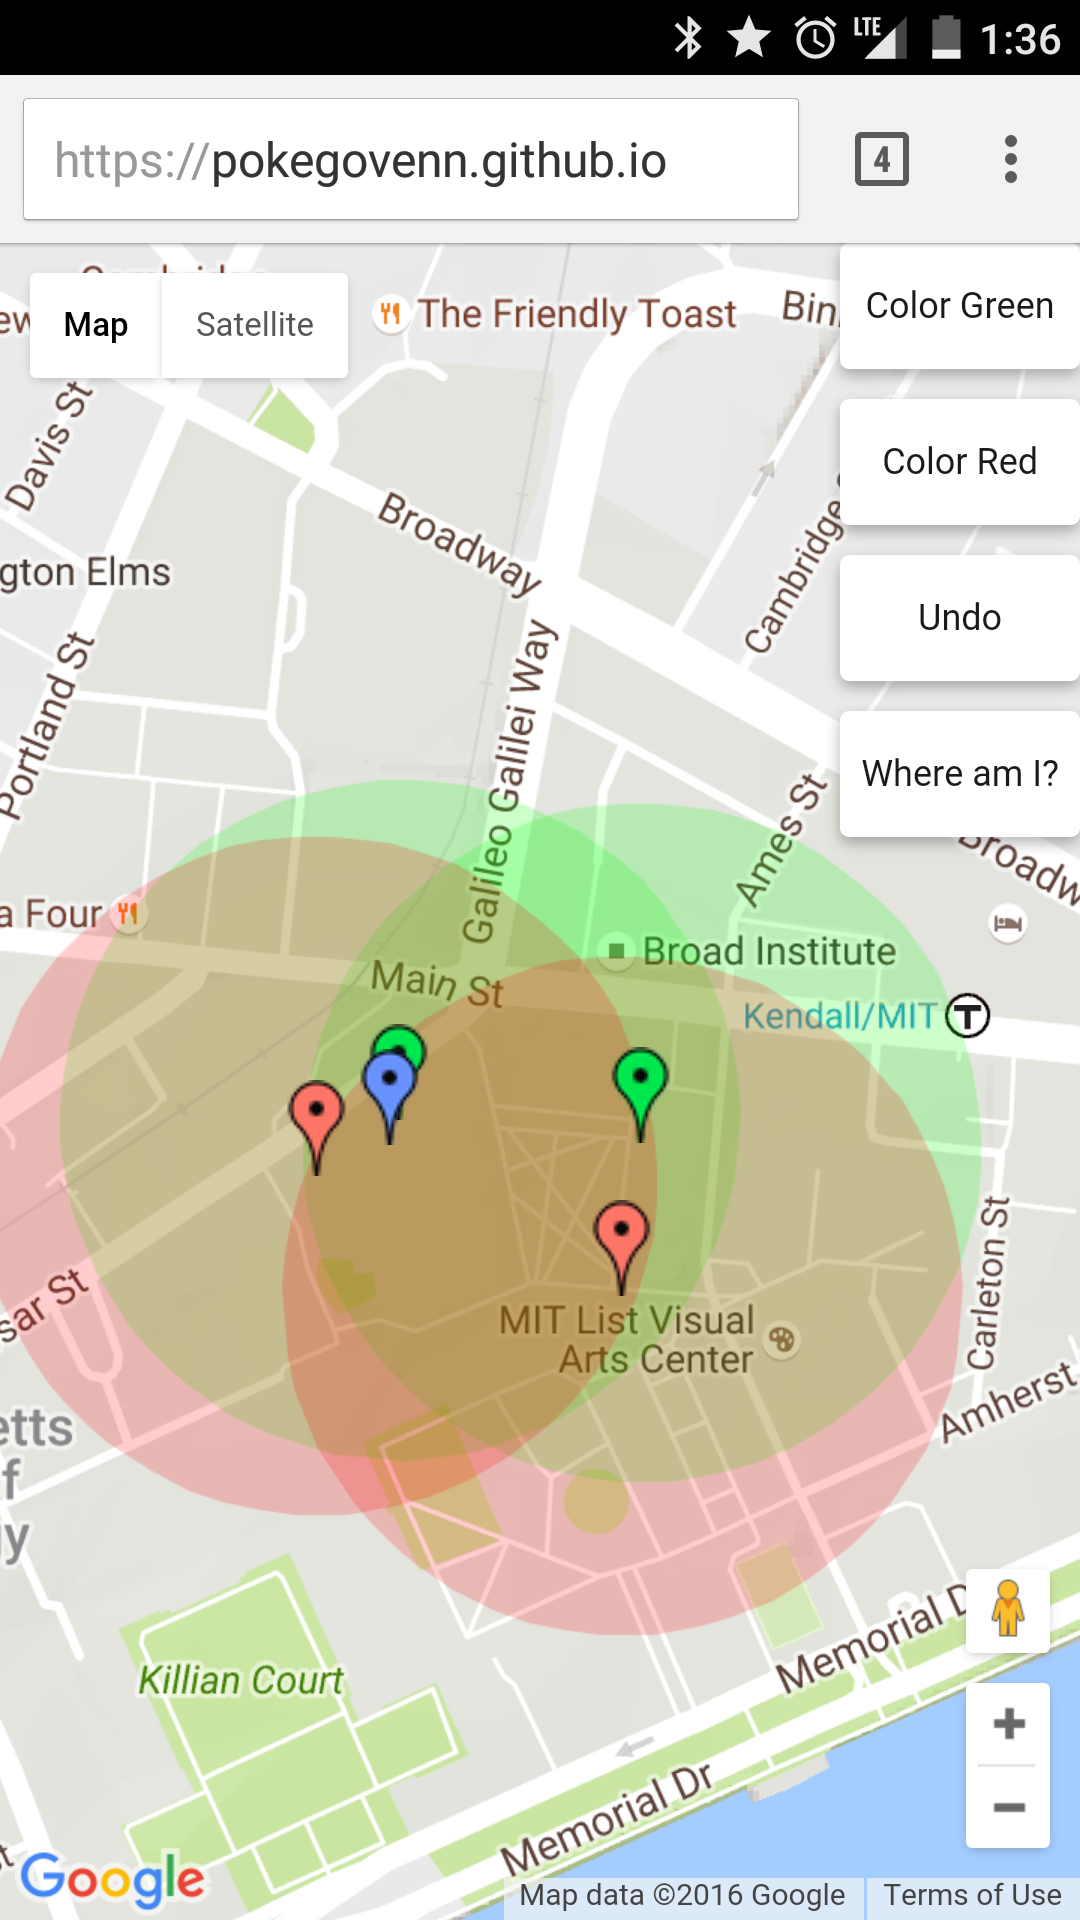 LTE 1:36
https://pokegovenn.github.io 4
Map Satellite
The Friendly Toast
Color Green
Davis St
Color Red
Broadway
Cambridge
gton Elms
Undo
Galileo Galilei Way
Portland St
Where am I?
Ames St
Broadw
a Four
Main St
Broad Institute
Kendall/MIT T
MIT List Visual
Arts Center
Carleton St
sar St
Amherst
etts
f
gy
Killian Court
Memorial D
Memorial Dr
Google
Map data ©2016 Google Terms of Use